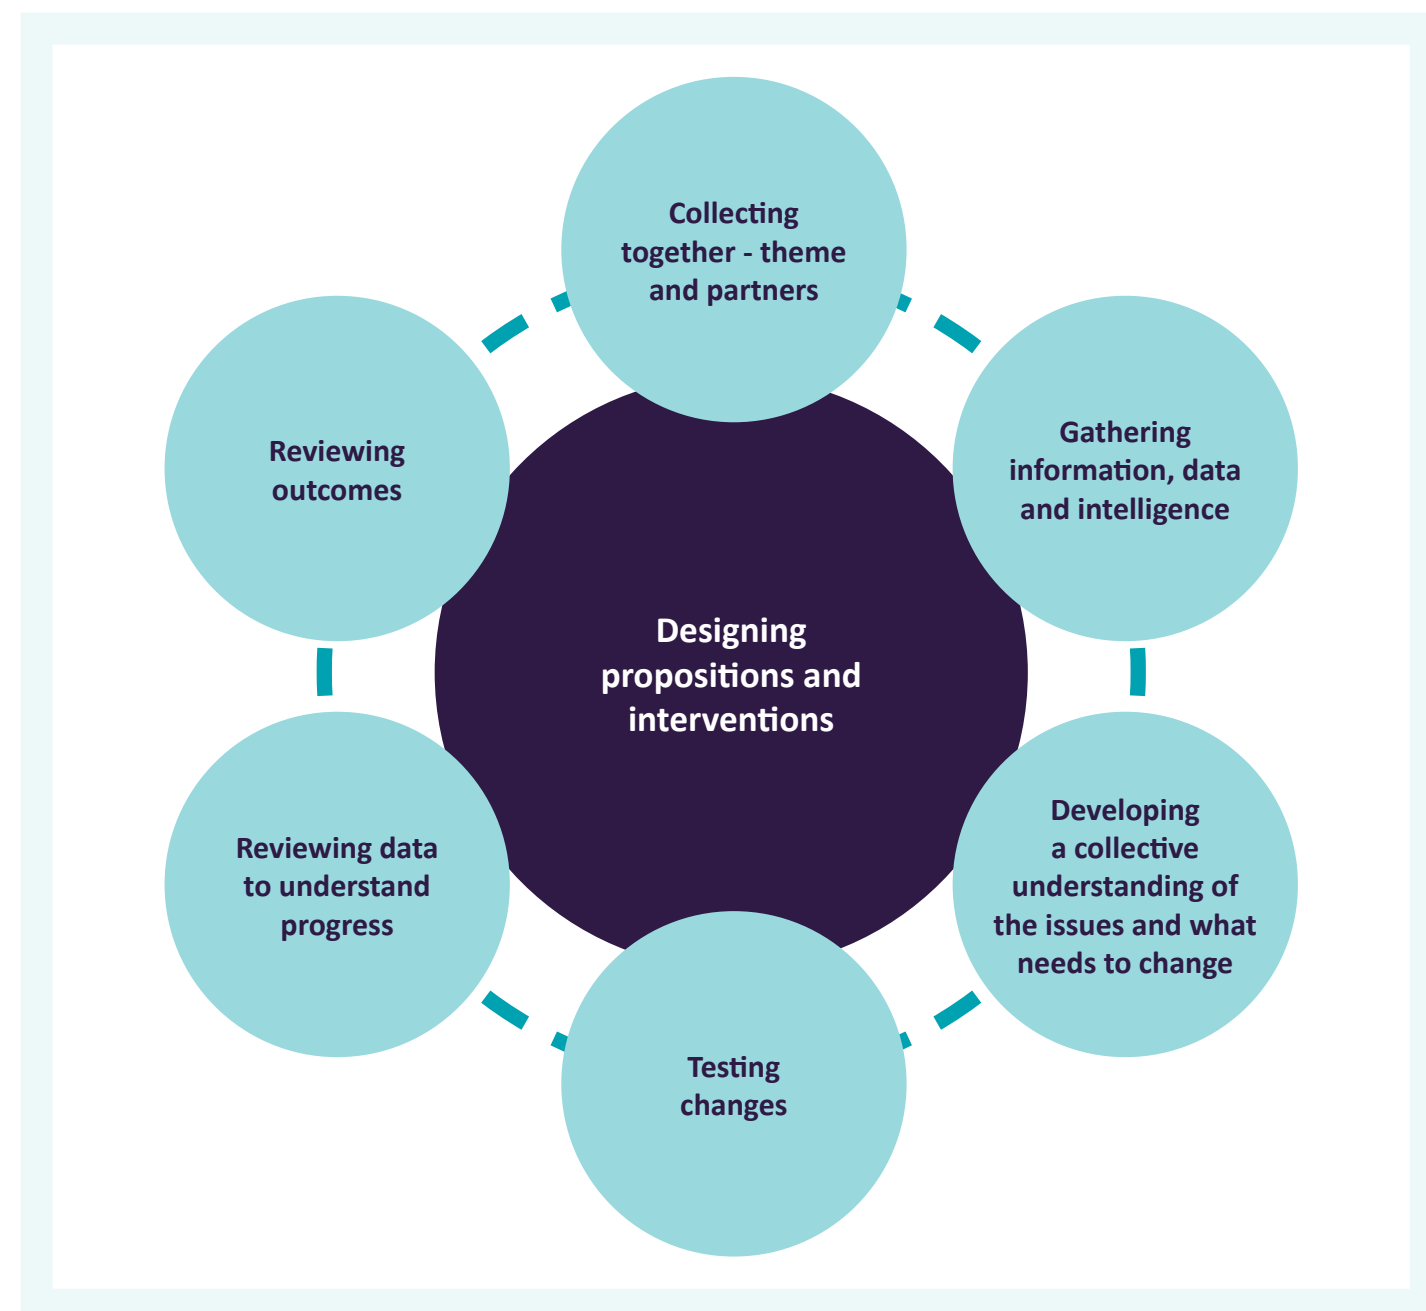 Collecting
together - theme
and partners
Gathering
information, data
and intelligence
Developing
a collective
understanding of
the issues and what
needs to change
Testing
changes
Reviewing data
to understand
progress
Reviewing
outcomes
Designing
propositions and
interventions